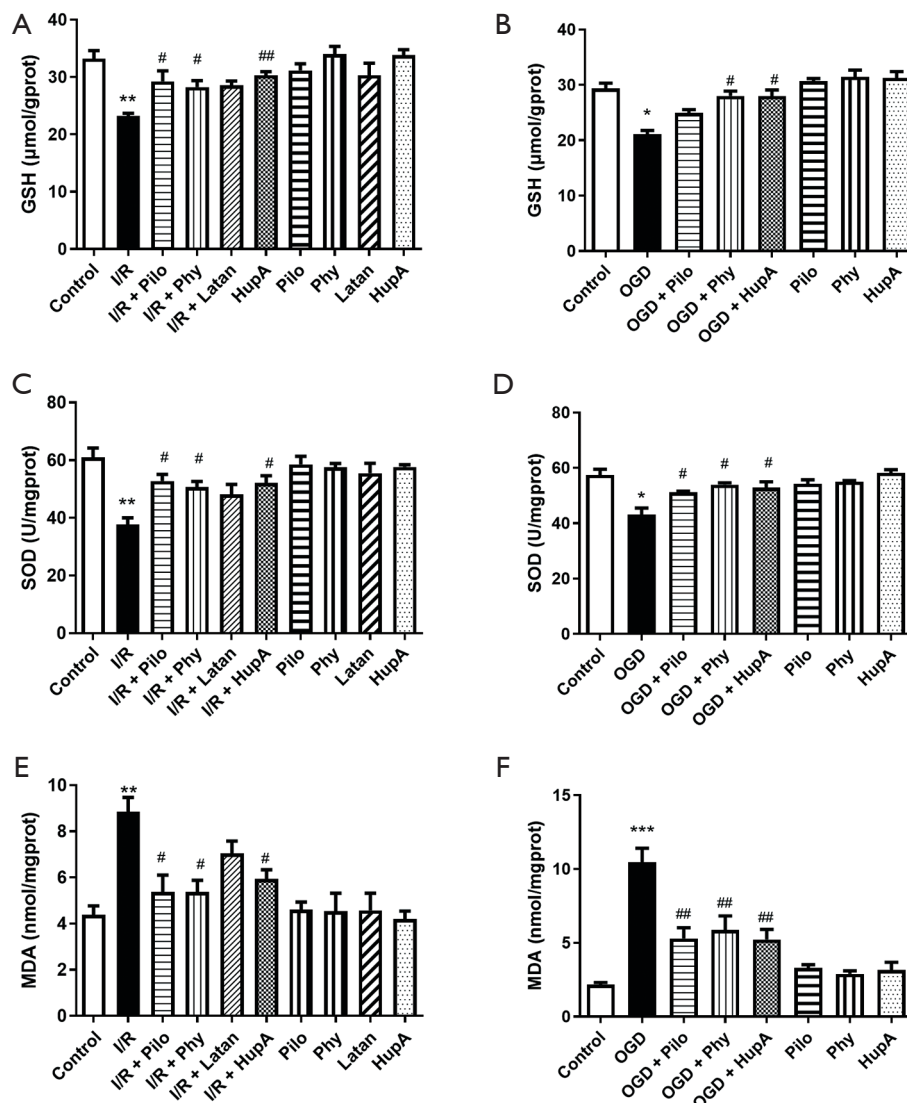 A
GSH (μmol/gprot)
40
30
20
10
0
**
#
#
##
Control
I/R
I/R + Pilo
I/R + Phy
I/R + Latan
HupA
Pilo
Phy
Latan
HupA
B
GSH (μmol/gprot)
40
30
20
10
0
*
#
#
Control
OGD
OGD + Pilo
OGD + Phy
OGD + HupA
Pilo
Phy
HupA
C
SOD (U/mgprot)
80
60
40
20
0
**
#
#
#
Control
I/R
I/R + Pilo
I/R + Phy
I/R + Latan
I/R + HupA
Pilo
Phy
Latan
HupA
D
SOD (U/mgprot)
80
60
40
20
0
*
#
#
#
Control
OGD
OGD + Pilo
OGD + Phy
OGD + HupA
Pilo
Phy
HupA
E
MDA (nmol/mgprot)
10
8
6
4
2
0
**
#
#
#
Control
I/R
I/R + Pilo
I/R + Phy
I/R + Latan
I/R + HupA
Pilo
Phy
Latan
HupA
F
MDA (nmol/mgprot)
15
10
5
0
***
##
##
##
Control
OGD
OGD + Pilo
OGD + Phy
OGD + HupA
Pilo
Phy
HupA